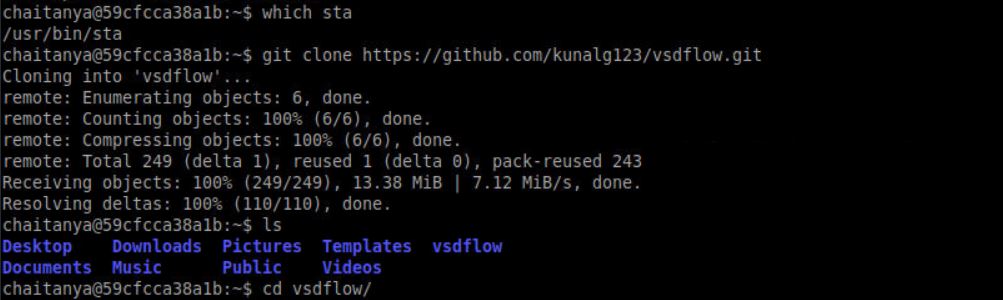 chaitanya@59cfcca38a1b:~$ which sta
/usr/bin/sta
chaitanya@59cfcca38a1b:~$ git clone https://github.com/kunalg123/vsdflow.git
Cloning into 'vsdflow'...
remote: Enumerating objects: 6, done.
remote: Counting objects: 100% (6/6), done.
remote: Compressing objects: 100% (6/6), done.
remote: Total 249 (delta 1), reused 1 (delta 0), pack-reused 243
Receiving objects: 100% (249/249), 13.38 MiB | 7.12 MiB/s, done.
Resolving deltas: 100% (110/110), done.
chaitanya@59cfcca38a1b:~$ ls
Desktop    Downloads  Pictures  Templates  vsdflow
Documents  Music      Public    Videos
chaitanya@59cfcca38a1b:~$ cd vsdflow/